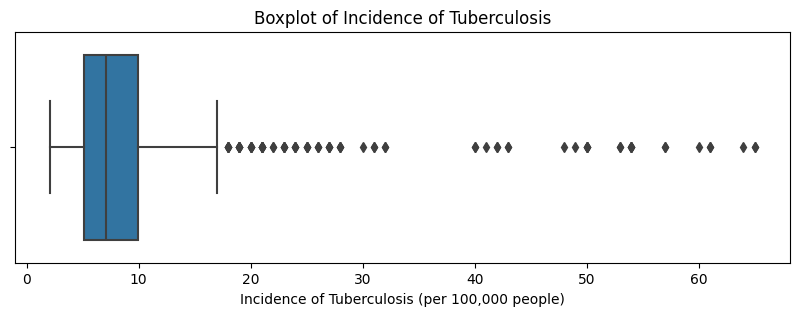 Boxplot of Incidence of Tuberculosis
0 10 20 30 40 50 60
Incidence of Tuberculosis (per 100,000 people)